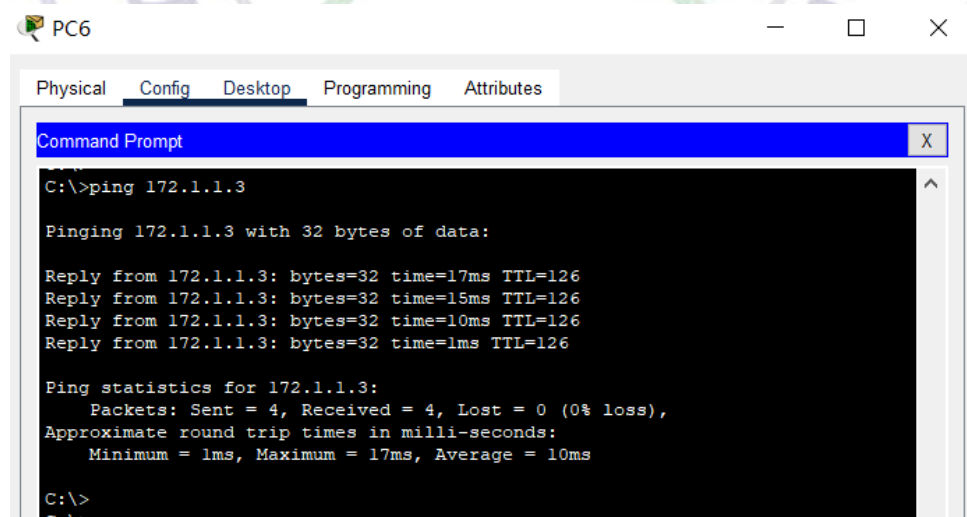 PC6
Physical Config Desktop Programming Attributes
Command Prompt X
C:\>ping 172.1.1.3
Pinging 172.1.1.3 with 32 bytes of data:
Reply from 172.1.1.3: bytes=32 time=17ms TTL=126
Reply from 172.1.1.3: bytes=32 time=15ms TTL=126
Reply from 172.1.1.3: bytes=32 time=10ms TTL=126
Reply from 172.1.1.3: bytes=32 time=1ms TTL=126
Ping statistics for 172.1.1.3:
Packets: Sent = 4, Received = 4, Lost = 0 (0% loss),
Approximate round trip times in milli-seconds:
Minimum = 1ms, Maximum = 17ms, Average = 10ms
C:\>